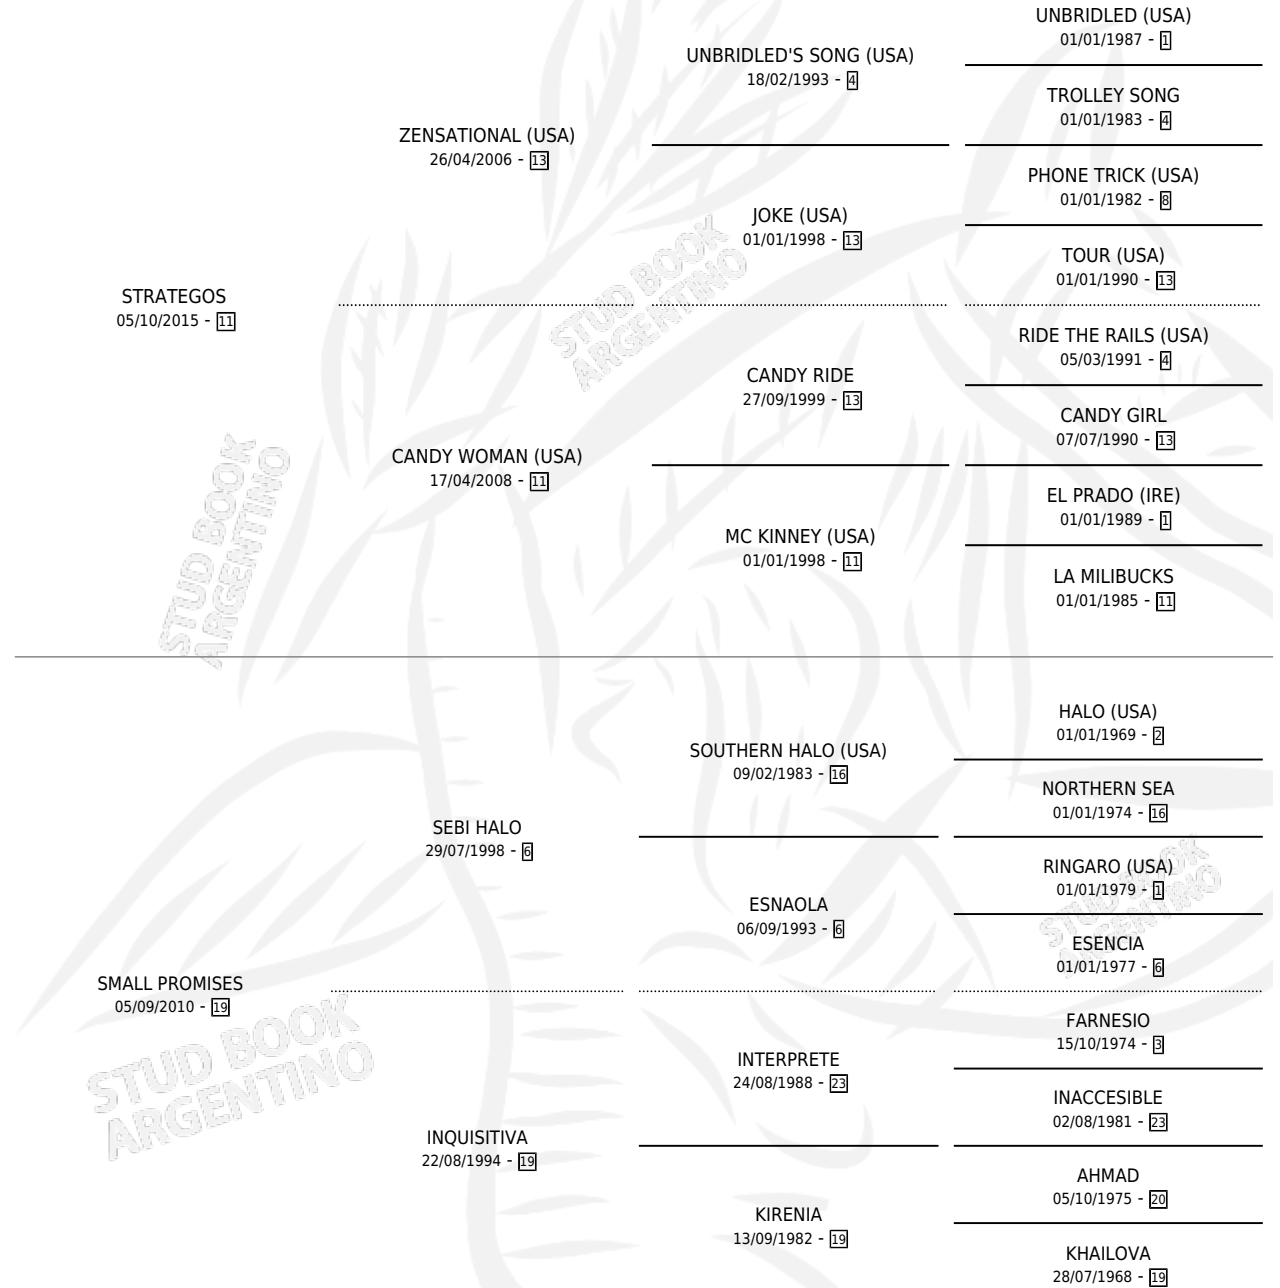 UNBRIDLED (USA)
01/01/1987 - 1
UNBRIDLED'S SONG (USA)
18/02/1993 - 4
TROLLEY SONG
01/01/1983 - 4
ZENSATIONAL (USA)
26/04/2006 - 13
PHONE TRICK (USA)
01/01/1982 - 8
JOKE (USA)
01/01/1998 - 13
TOUR (USA)
01/01/1990 - 13
STRATEGOS
05/10/2015 - 11
RIDE THE RAILS (USA)
05/03/1991 - 4
CANDY RIDE
27/09/1999 - 13
CANDY GIRL
07/07/1990 - 13
CANDY WOMAN (USA)
17/04/2008 - 11
EL PRADO (IRE)
01/01/1989 - 1
MC KINNEY (USA)
01/01/1998 - 11
LA MILIBUCKS
01/01/1985 - 11
HALO (USA)
01/01/1969 - 2
SOUTHERN HALO (USA)
09/02/1983 - 16
NORTHERN SEA
01/01/1974 - 16
SEBI HALO
29/07/1998 - 6
RINGARO (USA)
01/01/1979 - 1
ESNAOLA
06/09/1993 - 6
ESENCIA
01/01/1977 - 6
SMALL PROMISES
05/09/2010 - 19
FARNESIO
15/10/1974 - 3
INTERPRETE
24/08/1988 - 23
INACCESIBLE
02/08/1981 - 23
INQUISITIVA
22/08/1994 - 19
AHMAD
05/10/1975 - 20
KIRENIA
13/09/1982 - 19
KHAILOVA
28/07/1968 - 19
STUD BOOK
ARGENTINO
STUD BOOK
ARGENTINO
STUD BOOK
ARGENTINO
STUD BOOK
ARGENTINO